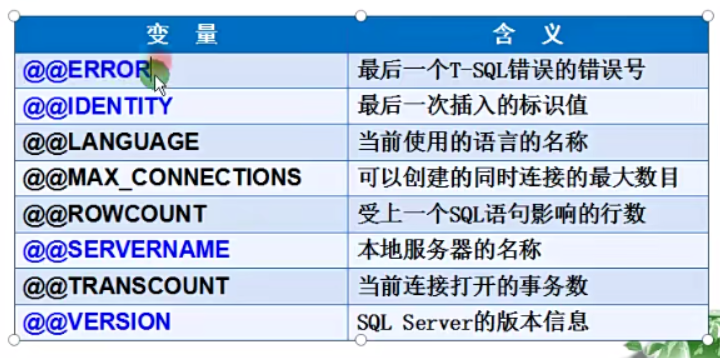 变 量 含 义
@@ERROR 最后一个T-SQL错误的错误号
@@IDENTITY 最后一次插入的标识值
@@LANGUAGE 当前使用的语言的名称
@@MAX_CONNECTIONS 可以创建的同时连接的最大数目
@@ROWCOUNT 受上一个SQL语句影响的行数
@@SERVERNAME 本地服务器的名称
@@TRANSCOUNT 当前连接打开的事务数
@@VERSION SQL Server的版本信息